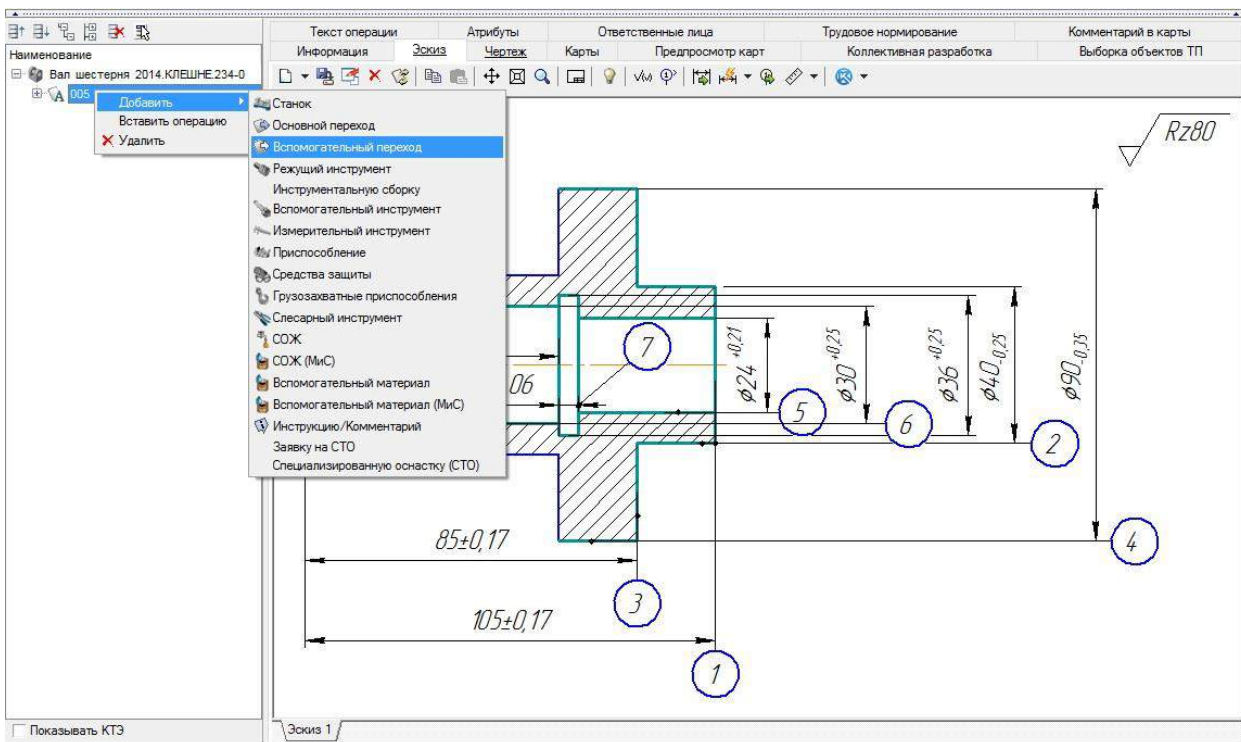 Текст операции Атрибуты Ответственные лица Трудовое нормирование Комментарий в карты
Информация Эскиз Чертеж Карты Предпросмотр карт Коллективная разработка Выборка объектов ТП
Наименование
Вал шестерня 2014.КЛЕШНЕ.234-0
005
Добавить
Вставить операцию
Удалить
Станок
Основной переход
Вспомогательный переход
Режущий инструмент
Инструментальную сборку
Вспомогательный инструмент
Измерительный инструмент
Приспособление
Средства защиты
Грузозахватные приспособления
Слесарный инструмент
СОЖ
СОЖ (МиС)
Вспомогательный материал
Вспомогательный материал (МиС)
Инструкцию/Комментарий
Заявку на СТО
Специализированную оснастку (СТО)
Rz80
7
06
⌀24 +0,21
⌀30 +0,25
⌀36 +0,25
⌀40 -0,25
⌀90 -0,35
5
6
2
4
85±0,17
3
105±0,17
1
Показывать КТЭ
Эскиз 1